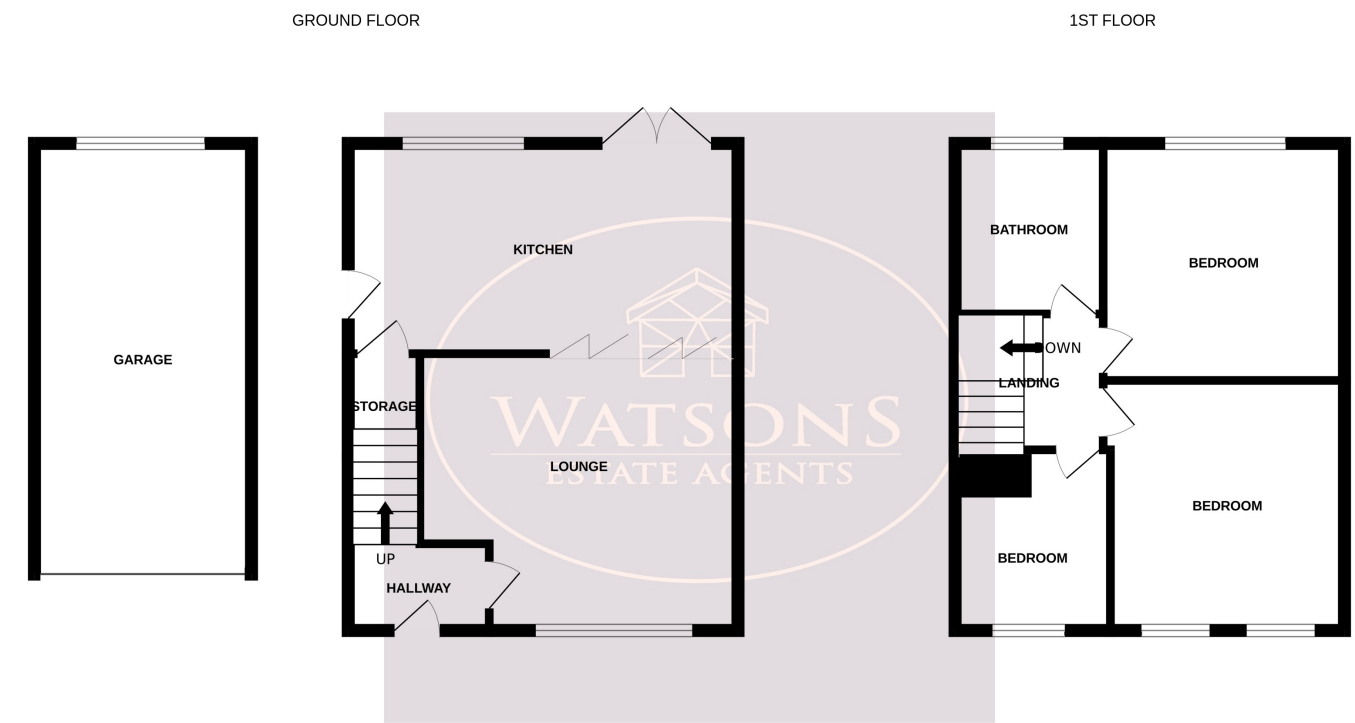 GROUND FLOOR
1ST FLOOR
KITCHEN
GARAGE
STORAGE
LOUNGE
UP
HALLWAY
WATSONS
ESTATE AGENTS
BATHROOM
BEDROOM
DOWN
LANDING
BEDROOM
BEDROOM